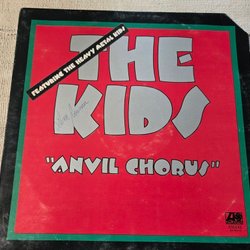 FEATURING THE HEAVY METAL KIDS
THE
KIDS
"ANVIL CHORUS"